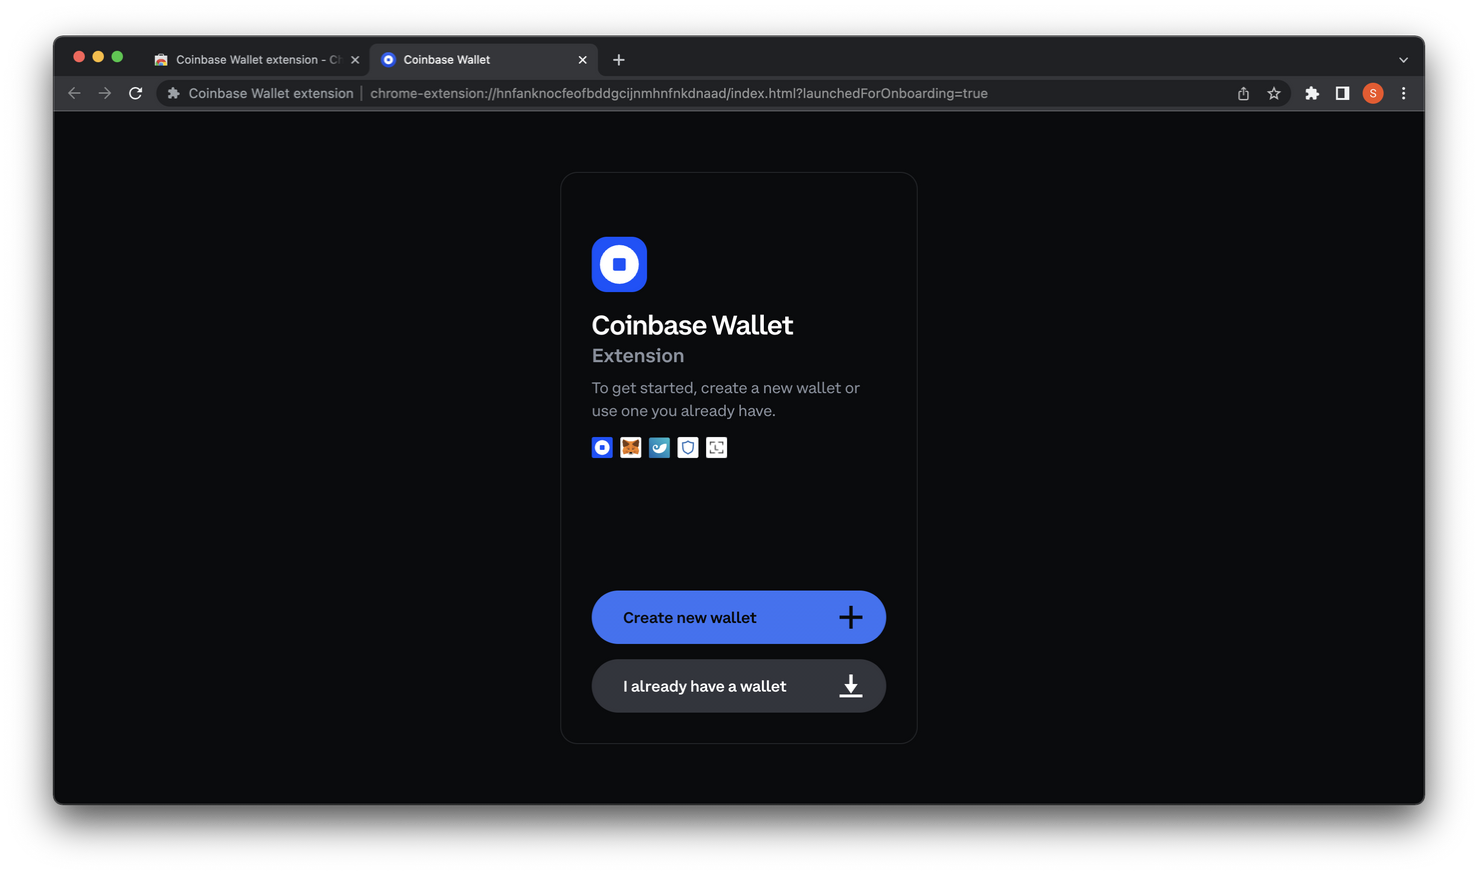 Coinbase Wallet extension - Ch
Coinbase Wallet
Coinbase Wallet extension | chrome-extension://hnfanknocfeofbddgcijnmhnfnkdnaad/index.html?launchedForOnboarding=true
S
Coinbase Wallet
Extension
To get started, create a new wallet or
use one you already have.
Create new wallet
I already have a wallet